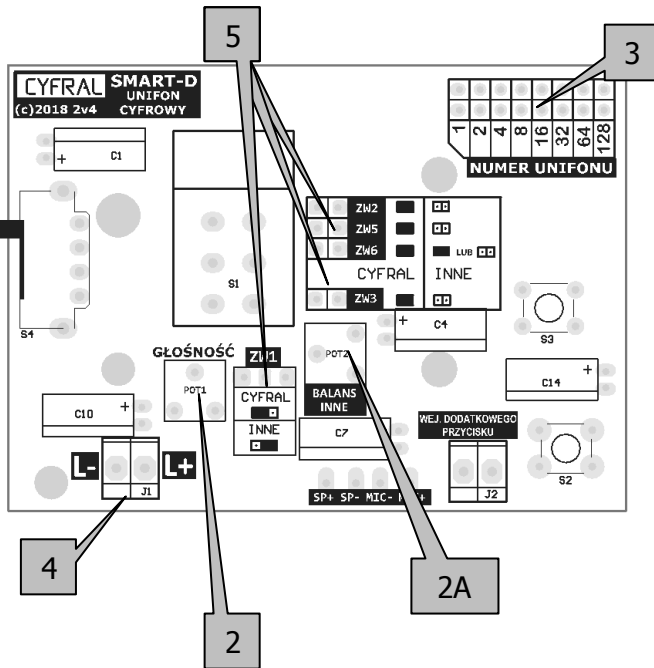 5
3
CYFRAL SMART-D
UNIFON
(c)2018 2v4 CYFROWY
1 2 4 8 16 32 64 128
NUMER UNIFONU
+ C1
ZW2
ZW5
ZW6 LUB
CYFRAL INNE
ZW3
S1
S4
S3
+ C4
GŁOŚNOŚĆ
POT1
ZW1
CYFRAL
INNE
POT2
BALANS
INNE
C14 +
C10 +
C7
WEJ. DODATKOWEGO
PRZYCISKU
S2
L- L+
J1
J2
SP+ SP- MIC-
4
2
2A